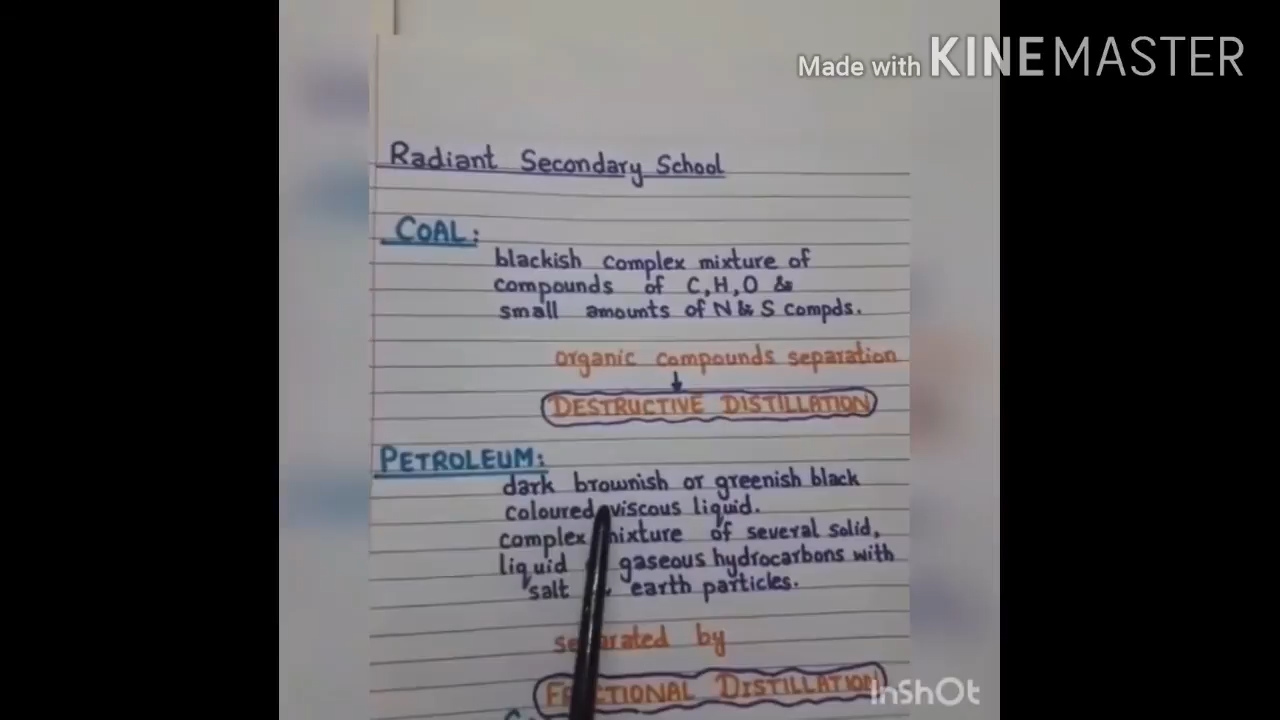 Made with KINEMASTER
Radiant Secondary School
COAL:
blackish complex mixture of
compounds of C, H, O &
small amounts of N & S compds.
organic compounds separation
DESTRUCTIVE DISTILLATION
PETROLEUM:
dark brownish or greenish black
coloured viscous liquid.
complex mixture of several solid,
liquid gaseous hydrocarbons with
salt earth particles.
separated by
FRACTIONAL DISTILLATION
InShOt